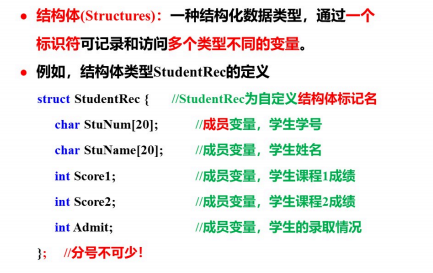 • 结构体(Structures)：一种结构化数据类型，通过一个
标识符可记录和访问多个类型不同的变量。
• 例如，结构体类型StudentRec的定义
struct StudentRec { //StudentRec为自定义结构体标记名
char StuNum[20]; //成员变量，学生学号
char StuName[20]; //成员变量，学生姓名
int Score1; //成员变量，学生课程1成绩
int Score2; //成员变量，学生课程2成绩
int Admit; //成员变量，学生的录取情况
}; //分号不可少！